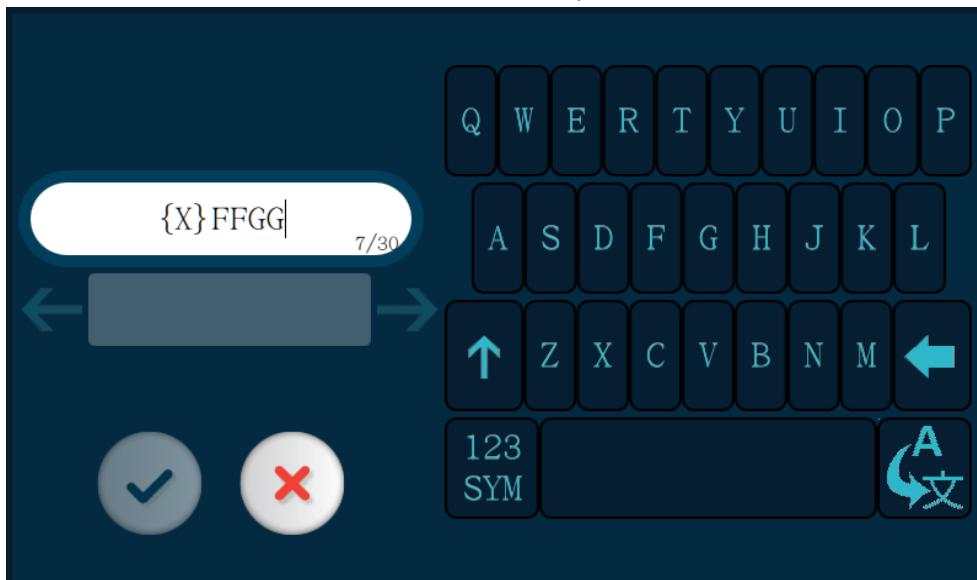 {X}FFGG
7/30
Q W E R T Y U I O P
A S D F G H J K L
Z X C V B N M
123
SYM
A
文